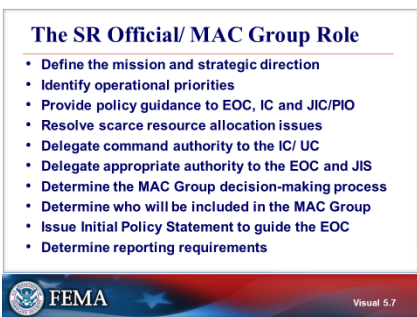 The SR Official/ MAC Group Role
• Define the mission and strategic direction
• Identify operational priorities
• Provide policy guidance to EOC, IC and JIC/PIO
• Resolve scarce resource allocation issues
• Delegate command authority to the IC/ UC
• Delegate appropriate authority to the EOC and JIS
• Determine the MAC Group decision-making process
• Determine who will be included in the MAC Group
• Issue Initial Policy Statement to guide the EOC
• Determine reporting requirements
FEMA
Visual 5.7